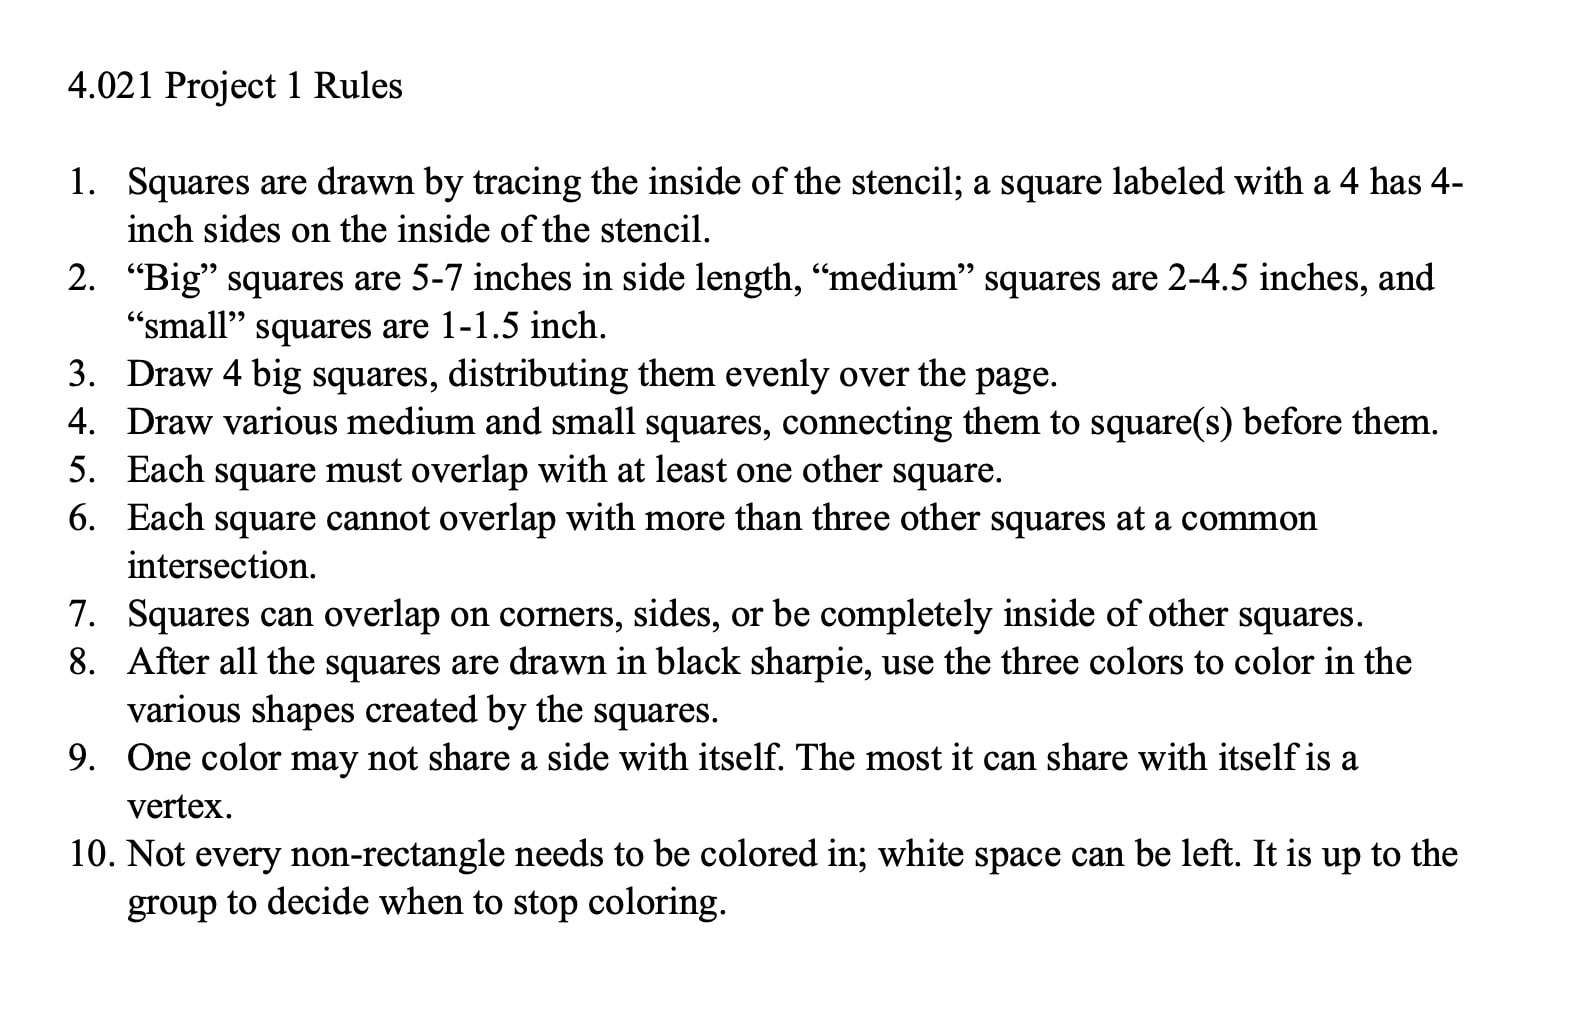 4.021 Project 1 Rules
1. Squares are drawn by tracing the inside of the stencil; a square labeled with a 4 has 4-
inch sides on the inside of the stencil.
2. “Big” squares are 5-7 inches in side length, “medium” squares are 2-4.5 inches, and
“small” squares are 1-1.5 inch.
3. Draw 4 big squares, distributing them evenly over the page.
4. Draw various medium and small squares, connecting them to square(s) before them.
5. Each square must overlap with at least one other square.
6. Each square cannot overlap with more than three other squares at a common
intersection.
7. Squares can overlap on corners, sides, or be completely inside of other squares.
8. After all the squares are drawn in black sharpie, use the three colors to color in the
various shapes created by the squares.
9. One color may not share a side with itself. The most it can share with itself is a
vertex.
10. Not every non-rectangle needs to be colored in; white space can be left. It is up to the
group to decide when to stop coloring.